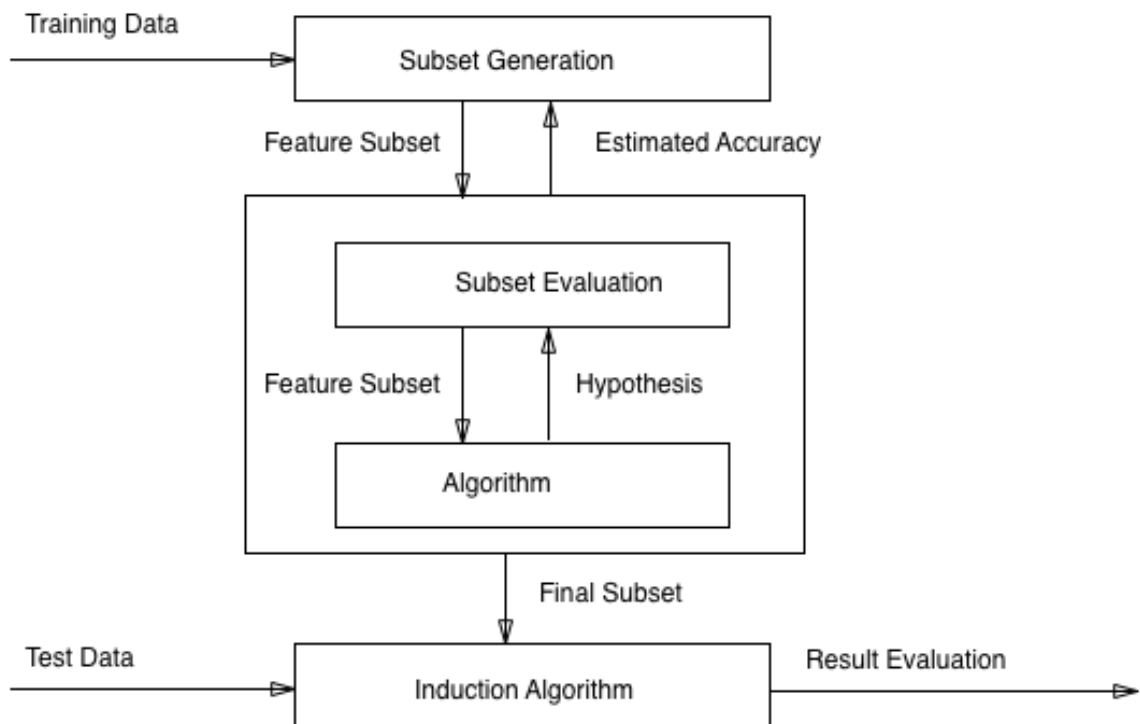 Training Data
Subset Generation
Feature Subset
Estimated Accuracy
Subset Evaluation
Feature Subset
Hypothesis
Algorithm
Final Subset
Test Data
Induction Algorithm
Result Evaluation